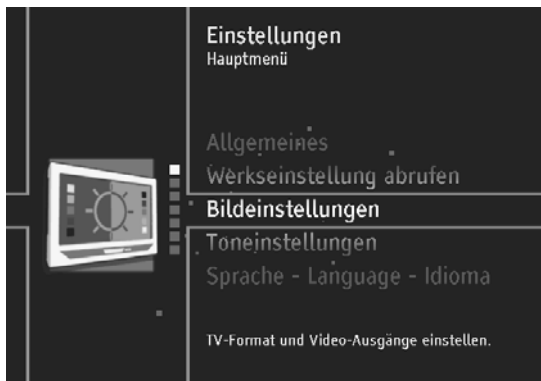 Einstellungen
Hauptmenü
Allgemeines
Werkseinstellung abrufen
Bildeinstellungen
Toneinstellungen
Sprache - Language - Idioma
TV-Format und Video-Ausgänge einstellen.